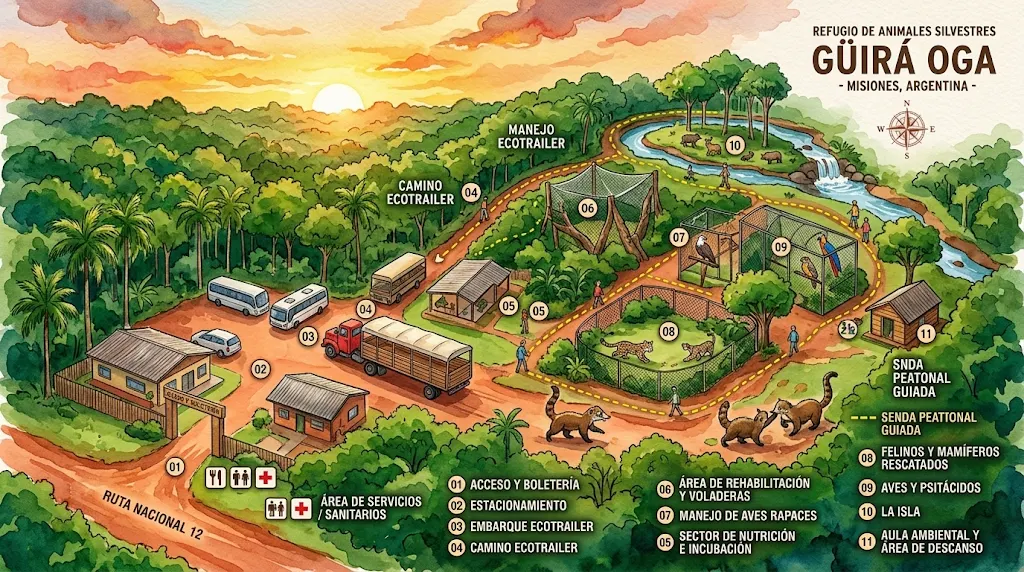 REFUGIO DE ANIMALES SILVESTRES
GÜIRÁ OGA
- MISIONES, ARGENTINA -
N
W E
S
MANEJO
ECOTRAILER
CAMINO
ECOTRAILER
04
10
06
07
09
05
05
04
03
08
11
02
01
RUTA NACIONAL 12
ÁREA DE SERVICIOS
/SANITARIOS
01 ACCESO Y BOLETERÍA
02 ESTACIONAMIENTO
03 EMBARQUE ECOTRAILER
04 CAMINO ECOTRAILER
06 ÁREA DE REHABILITACIÓN
Y VOLADERAS
07 MANEJO DE AVES RAPACES
05 SECTOR DE NUTRICIÓN
E INCUBACIÓN
SNDA
PEATONAL
GUIADA
SENDA PEATTONAL
GUIADA
08 FELINOS Y MAMÍFEROS
RESCATADOS
09 AVES Y PSITÁCIDOS
10 LA ISLA
11 AULA AMBIENTAL Y
ÁREA DE DESCANSO